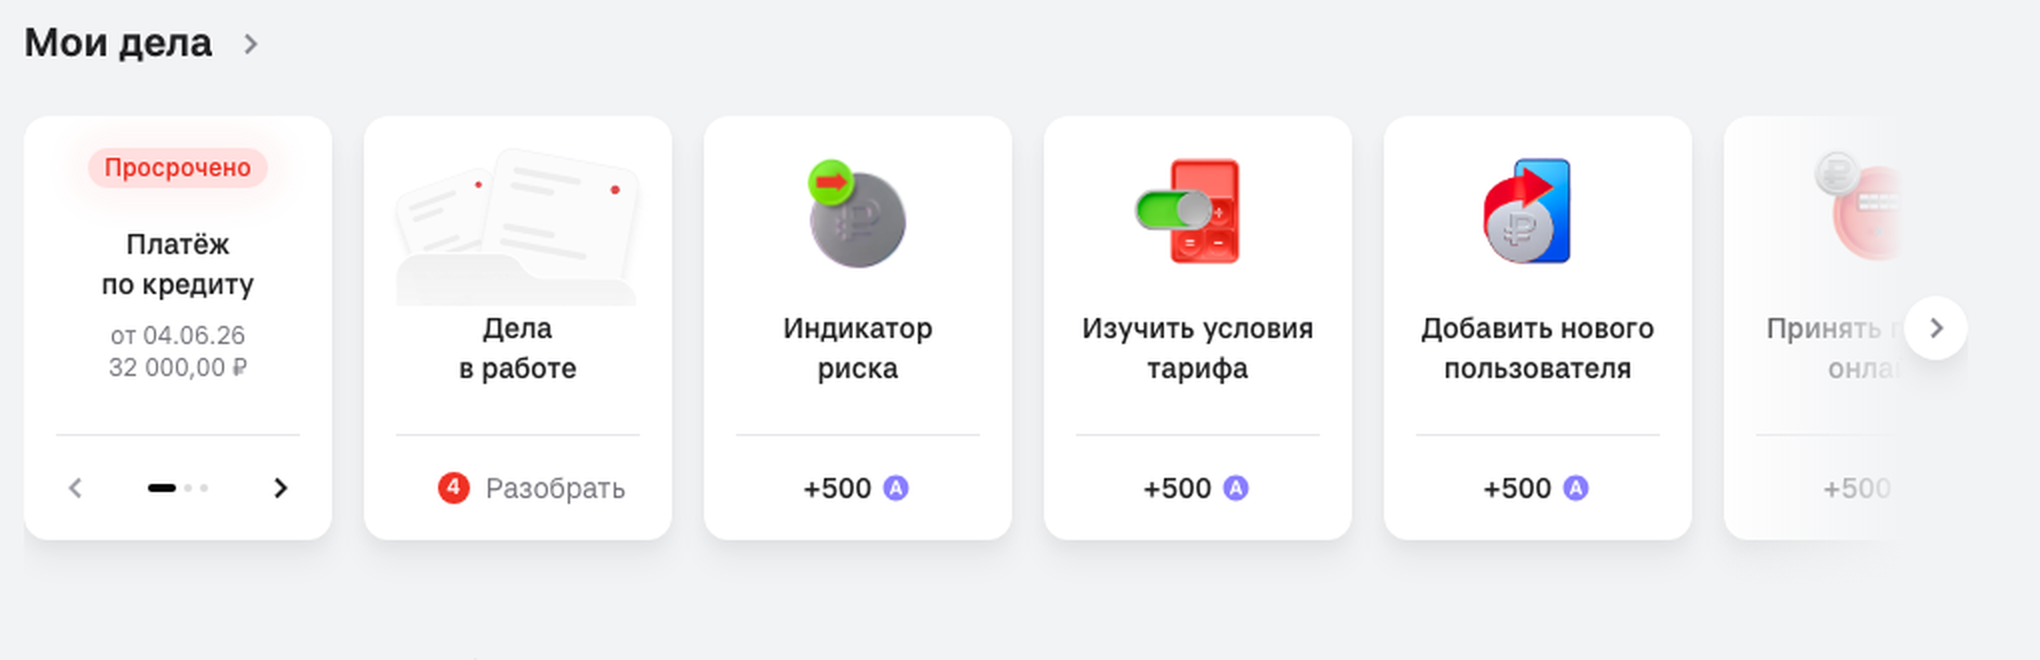 Мои дела
Просрочено
Платёж
по кредиту
от 04.06.26
32 000,00 ₽
Дела
в работе
4 Разобрать
Индикатор
риска
+500 A
Изучить условия
тарифа
+500 A
Добавить нового
пользователя
+500 A
Принять
+500